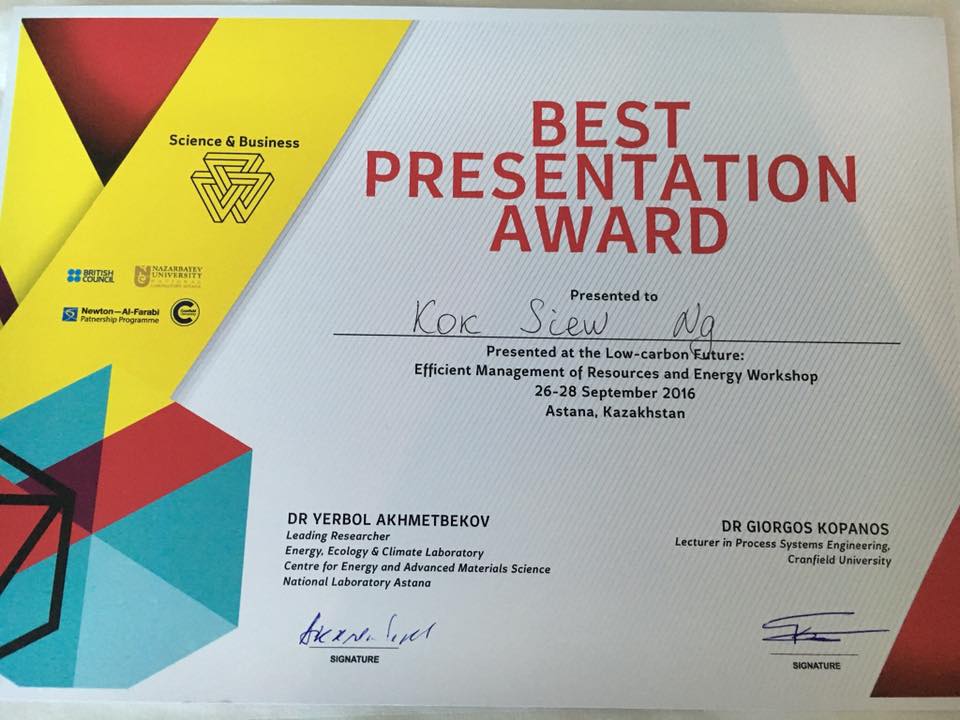 Science & Business
BRITISH
COUNCIL
NAZARBAYEV
UNIVERSITY
Newton—Al-Farabi
Patnership Programme
BEST
PRESENTATION
AWARD
Presented to
Kok Siew Ng
Presented at the Low-carbon Future:
Efficient Management of Resources and Energy Workshop
26-28 September 2016
Astana, Kazakhstan
DR YERBOL AKHMETBEKOV
Leading Researcher
Energy, Ecology & Climate Laboratory
Centre for Energy and Advanced Materials Science
National Laboratory Astana
SIGNATURE
DR GIORGOS KOPANOS
Lecturer in Process Systems Engineering,
Cranfield University
SIGNATURE